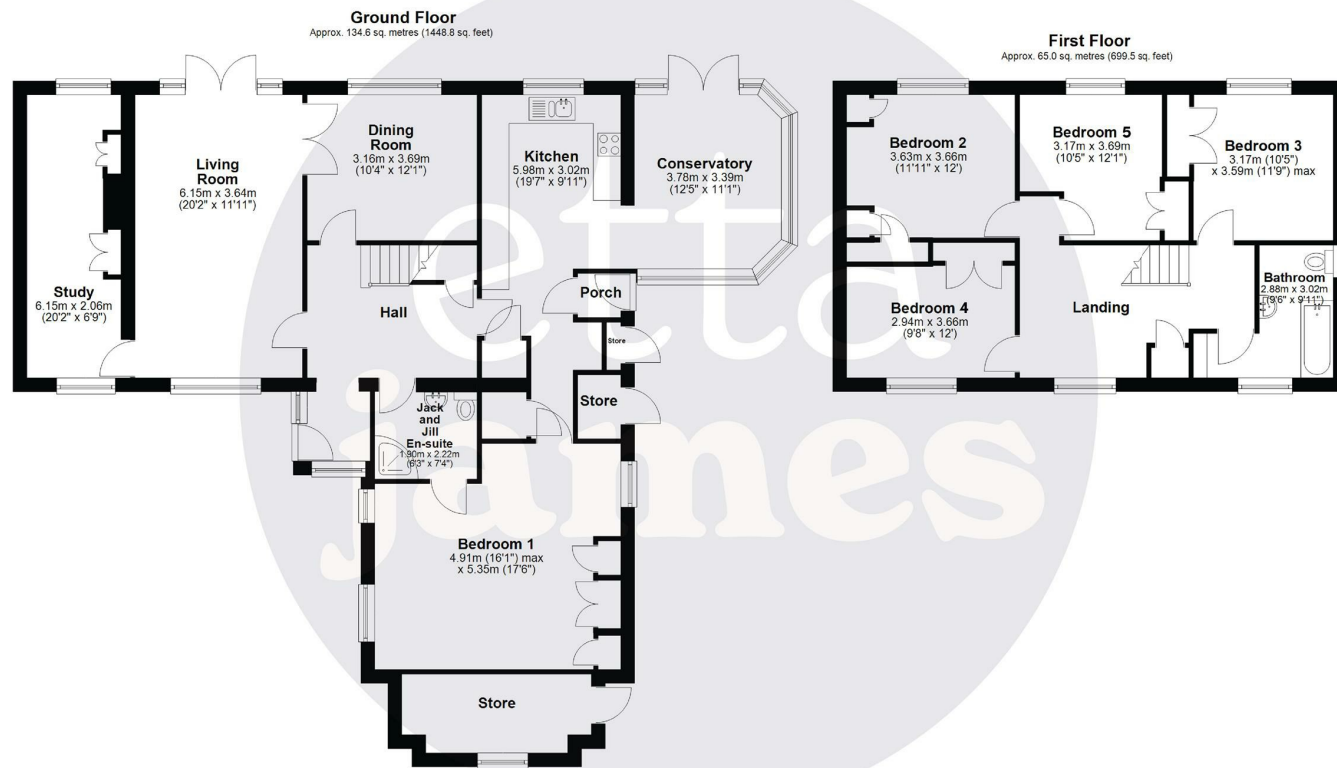 Ground Floor
Approx. 134.6 sq. metres (1448.8 sq. feet)
First Floor
Approx. 65.0 sq. metres (699.5 sq. feet)
Living
Room
6.15m x 3.64m
(20'2" x 11'11")
Dining
Room
3.16m x 3.69m
(10'4" x 12'1")
Kitchen
5.98m x 3.02m
(19'7" x 9'11")
Conservatory
3.78m x 3.39m
(12'5" x 11'1")
Study
6.15m x 2.06m
(20'2" x 6'9")
Hall
Porch
Store
Store
Jack
and
Jill
En-suite
1.90m x 2.22m
(6'3" x 7'4")
Bedroom 1
4.91m (16'1") max
x 5.35m (17'6")
Store
Bedroom 2
3.63m x 3.66m
(11'11" x 12')
Bedroom 5
3.17m x 3.69m
(10'5" x 12'1")
Bedroom 3
3.17m (10'5")
x 3.59m (11'9") max
Bedroom 4
2.94m x 3.66m
(9'8" x 12')
Landing
Bathroom
2.88m x 3.02m
(9'6" x 9'11")
etta
james